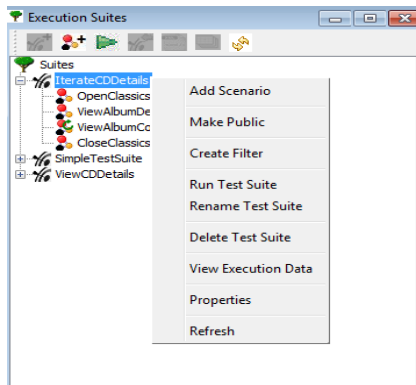 Execution Suites
Suites
IterateCDDetails
OpenClassics
ViewAlbumDe
ViewAlbumCo
CloseClassics
SimpleTestSuite
ViewCDDetails
Add Scenario
Make Public
Create Filter
Run Test Suite
Rename Test Suite
Delete Test Suite
View Execution Data
Properties
Refresh